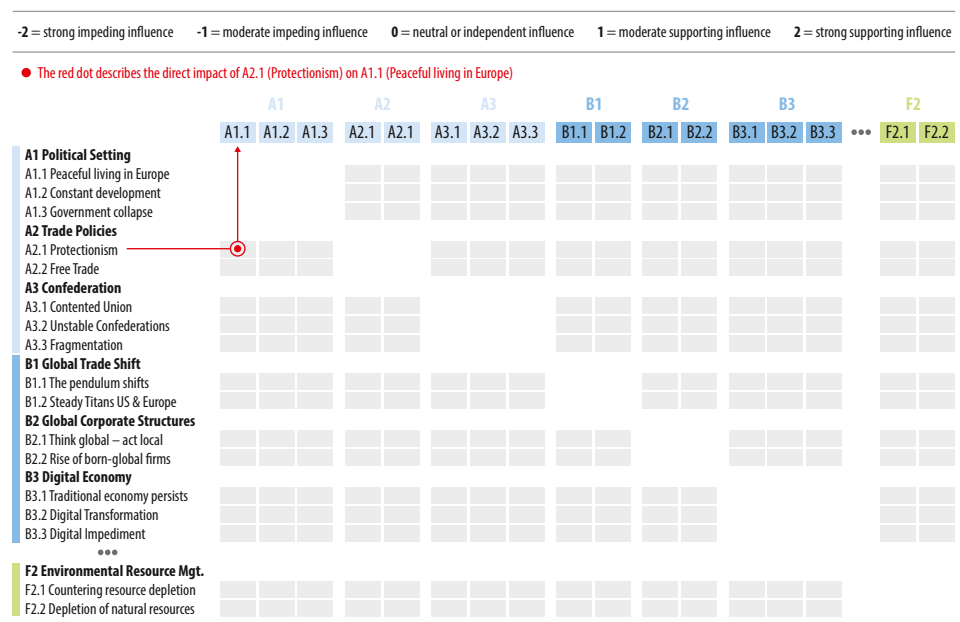 -2 = strong impeding influence -1 = moderate impeding influence 0 = neutral or independent influence 1 = moderate supporting influence 2 = strong supporting influence
The red dot describes the direct impact of A2.1 (Protectionism) on A1.1 (Peaceful living in Europe)
A1 A2 A3 B1 B2 B3 F2
A1.1 A1.2 A1.3 A2.1 A2.1 A3.1 A3.2 A3.3 B1.1 B1.2 B2.1 B2.2 B3.1 B3.2 B3.3 ••• F2.1 F2.2
A1 Political Setting
A1.1 Peaceful living in Europe
A1.2 Constant development
A1.3 Government collapse
A2 Trade Policies
A2.1 Protectionism
A2.2 Free Trade
A3 Confederation
A3.1 Contented Union
A3.2 Unstable Confederations
A3.3 Fragmentation
B1 Global Trade Shift
B1.1 The pendulum shifts
B1.2 Steady Titans US & Europe
B2 Global Corporate Structures
B2.1 Think global – act local
B2.2 Rise of born-global firms
B3 Digital Economy
B3.1 Traditional economy persists
B3.2 Digital Transformation
B3.3 Digital Impediment
•••
F2 Environmental Resource Mgt.
F2.1 Countering resource depletion
F2.2 Depletion of natural resources